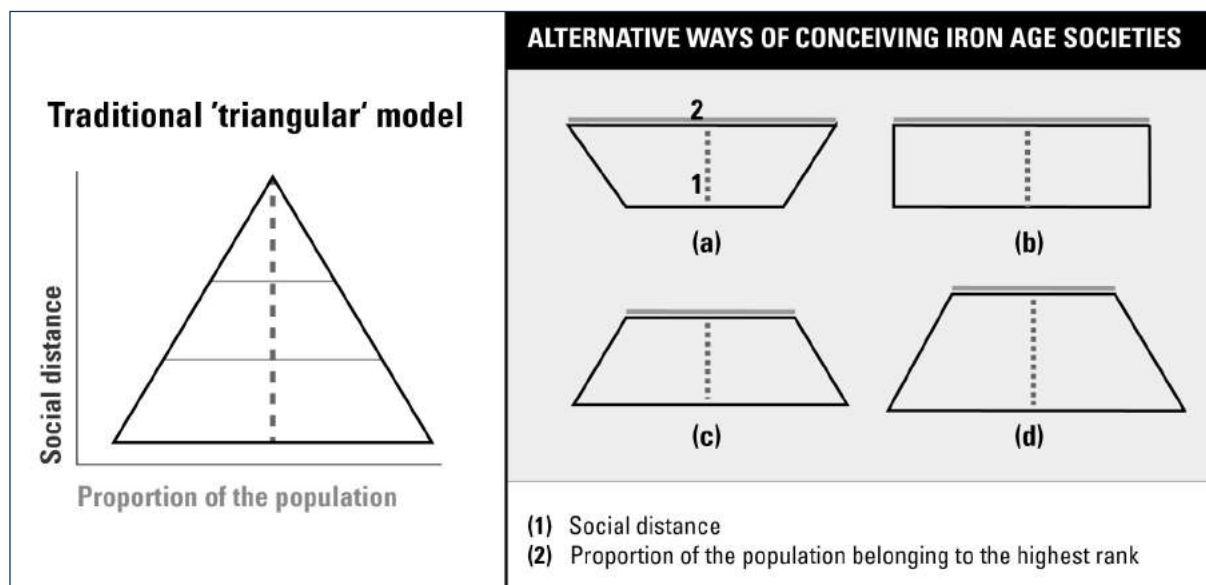 Traditional ′triangular′ model
Social distance
Proportion of the population
ALTERNATIVE WAYS OF CONCEIVING IRON AGE SOCIETIES
2
1
(a)
(b)
(c)
(d)
(1) Social distance
(2) Proportion of the population belonging to the highest rank